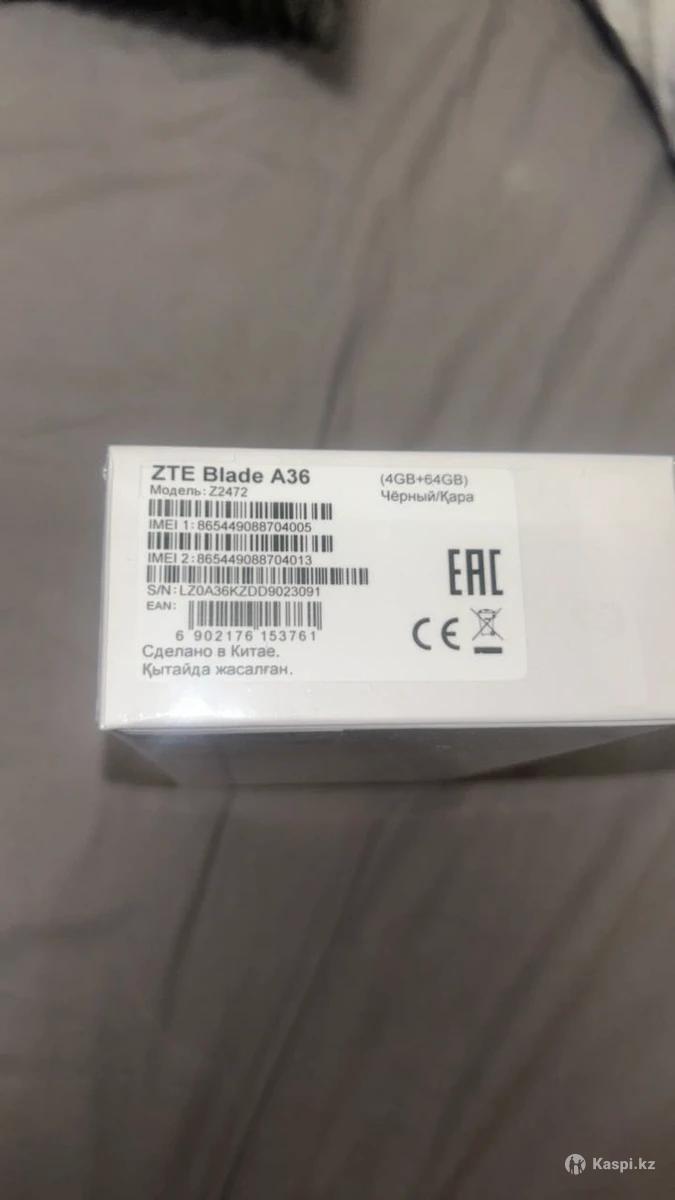 ZTE Blade A36
(4GB+64GB)
Модель: Z2472
Чёрный/Қара
IMEI 1: 865449088704005
IMEI 2: 865449088704013
S/N: LZ0A36KZDD9023091
EAN:
6 902176 153761
Сделано в Китае.
Қытайда жасалған.
EAC
CE
Kaspi.kz